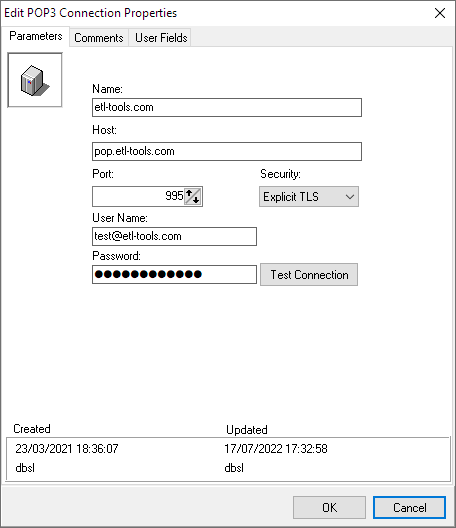 Edit POP3 Connection Properties
Parameters Comments User Fields
Name:
etl-tools.com
Host:
pop.etl-tools.com
Port: Security:
995 Explicit TLS
User Name:
test@etl-tools.com
Password:
●●●●●●●●●●●● Test Connection
Created Updated
23/03/2021 18:36:07 17/07/2022 17:32:58
dbsl dbsl
OK Cancel